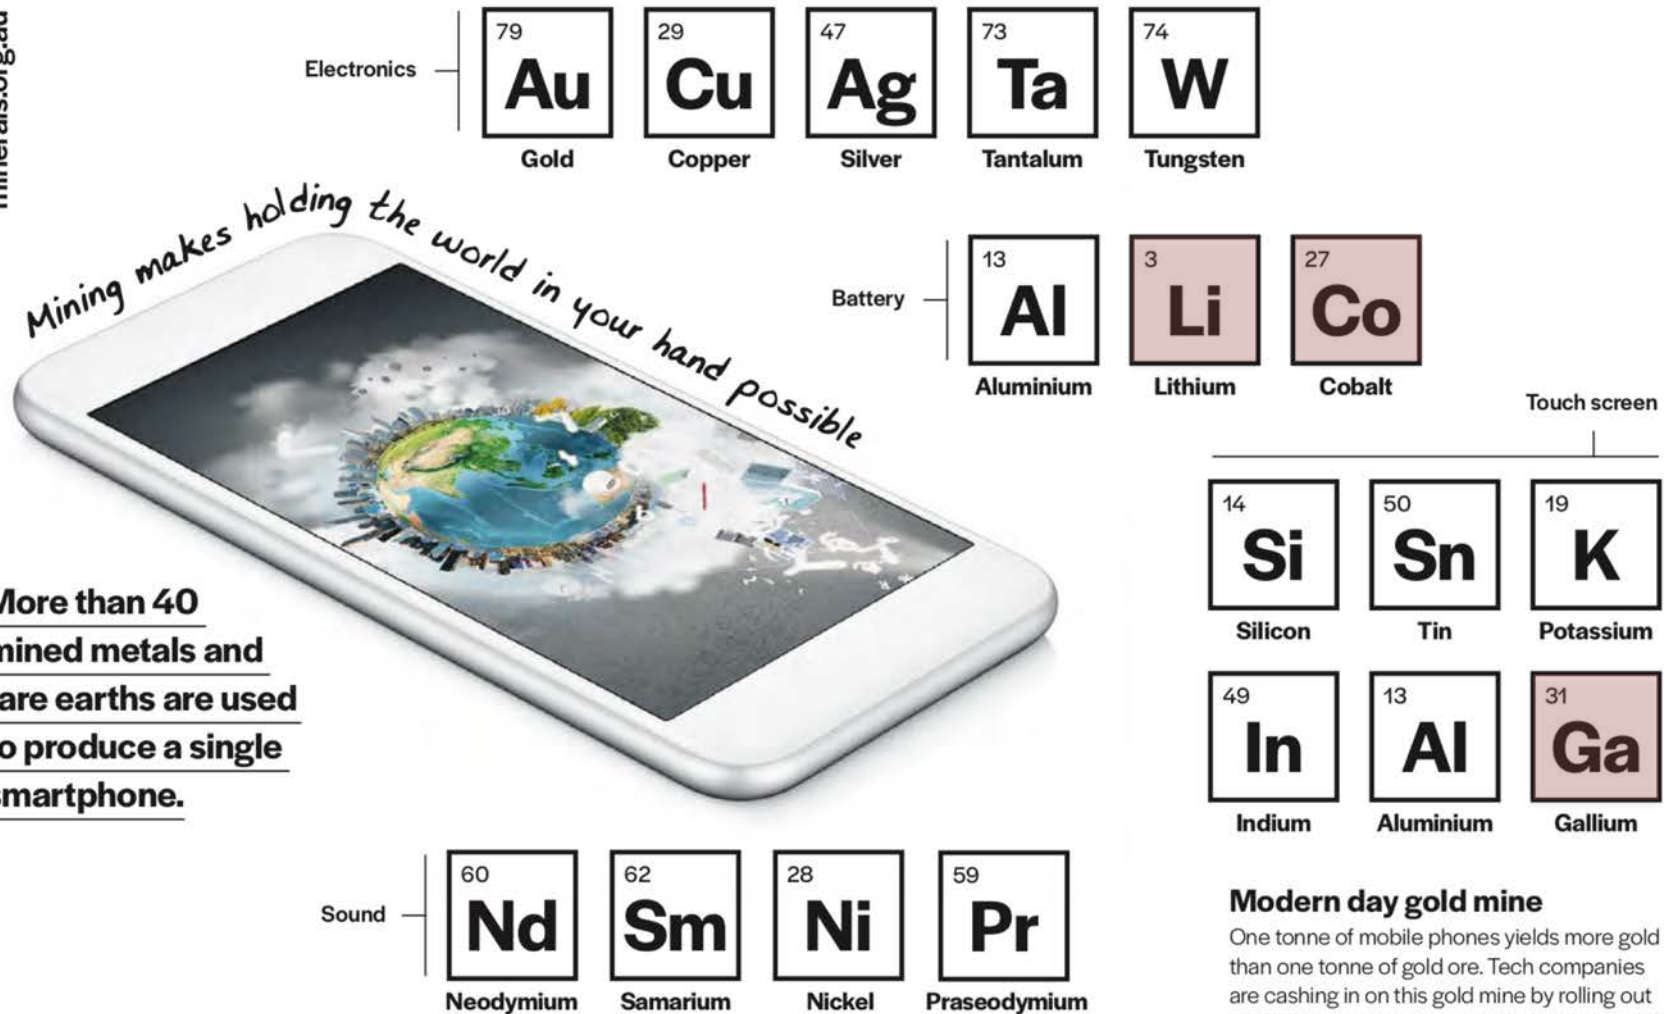 minerals.org.au
Electronics
79
Au
Gold
29
Cu
Copper
47
Ag
Silver
73
Ta
Tantalum
74
W
Tungsten
Mining makes holding the world in your hand possible
Battery
13
Al
Aluminium
3
Li
Lithium
27
Co
Cobalt
Touch screen
14
Si
Silicon
50
Sn
Tin
19
K
Potassium
49
In
Indium
13
Al
Aluminium
31
Ga
Gallium
More than 40
mined metals and
are earths are used
o produce a single
smartphone.
Sound
60
Nd
Neodymium
62
Sm
Samarium
28
Ni
Nickel
59
Pr
Praseodymium
Modern day gold mine
One tonne of mobile phones yields more gold
than one tonne of gold ore. Tech companies
are cashing in on this gold mine by rolling out